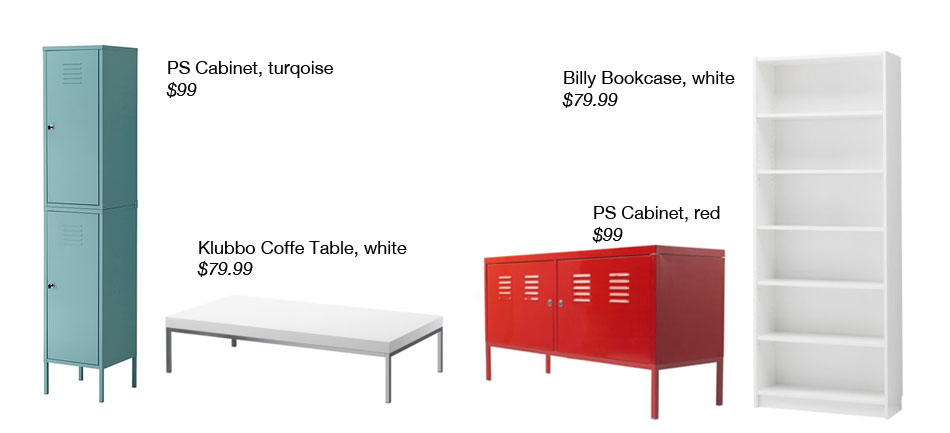 PS Cabinet, turqoise
$99
Billy Bookcase, white
$79.99
PS Cabinet, red
$99
Klubbo Coffe Table, white
$79.99